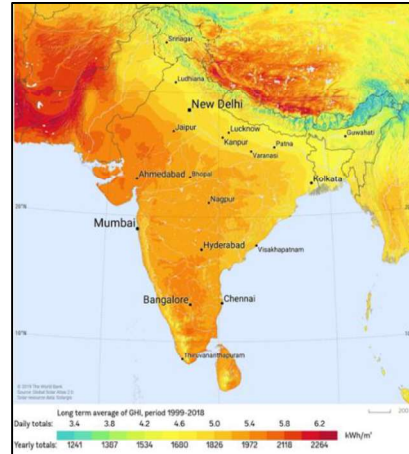 Srinagar
Ludhiana
New Delhi
Jaipur
Lucknow
Kanpur
Guwahati
Patna
Varanasi
Ahmedabad
Bhopal
Kolkata
Nagpur
20°N
Mumbai
Hyderabad
Visakhapatnam
Bangalore
Chennai
10°N
Thiruvananthapuram
© 2019 The World Bank
Source: Global Solar Atlas 2.0
Solar resource data: Solargis
Long term average of GHI, period 1999-2018
Daily totals: 3.4 3.8 4.2 4.6 5.0 5.4 5.8 6.2
kWh/m²
Yearly totals: 1241 1387 1534 1680 1826 1972 2118 2264